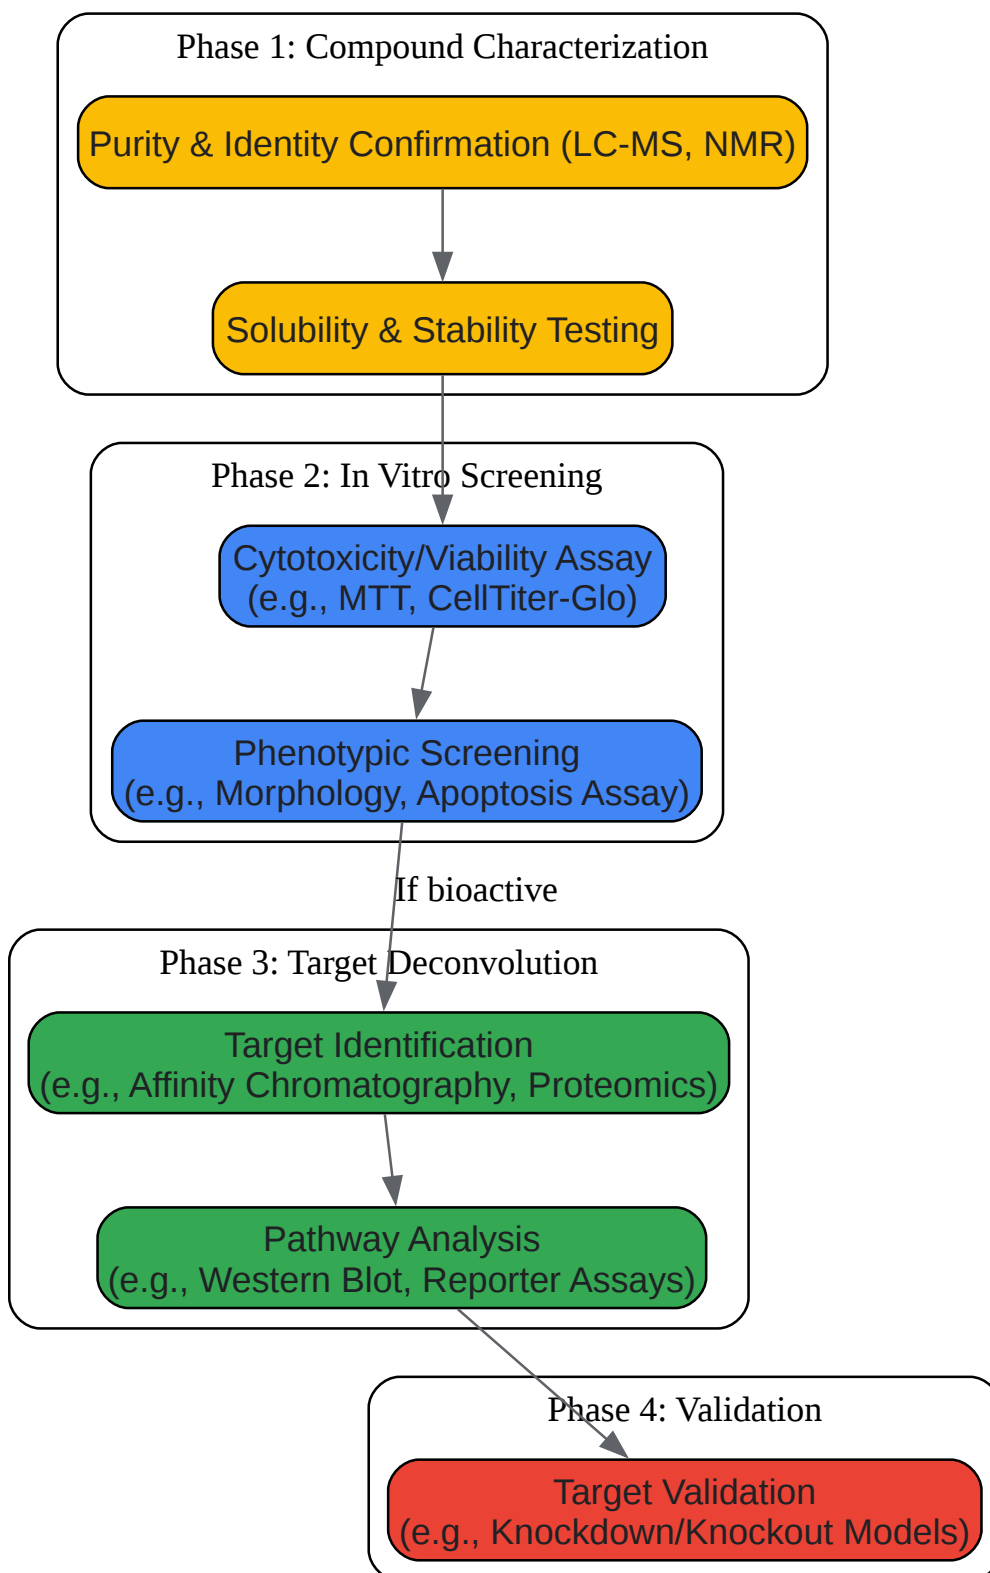 Phase 1: Compound Characterization
Purity & Identity Confirmation (LC-MS, NMR)
Solubility & Stability Testing
Phase 2: In Vitro Screening
Cytotoxicity/Viability Assay
(e.g., MTT, CellTiter-Glo)
Phenotypic Screening
(e.g., Morphology, Apoptosis Assay)
If bioactive
Phase 3: Target Deconvolution
Target Identification
(e.g., Affinity Chromatography, Proteomics)
Pathway Analysis
(e.g., Western Blot, Reporter Assays)
Phase 4: Validation
Target Validation
(e.g., Knockdown/Knockout Models)